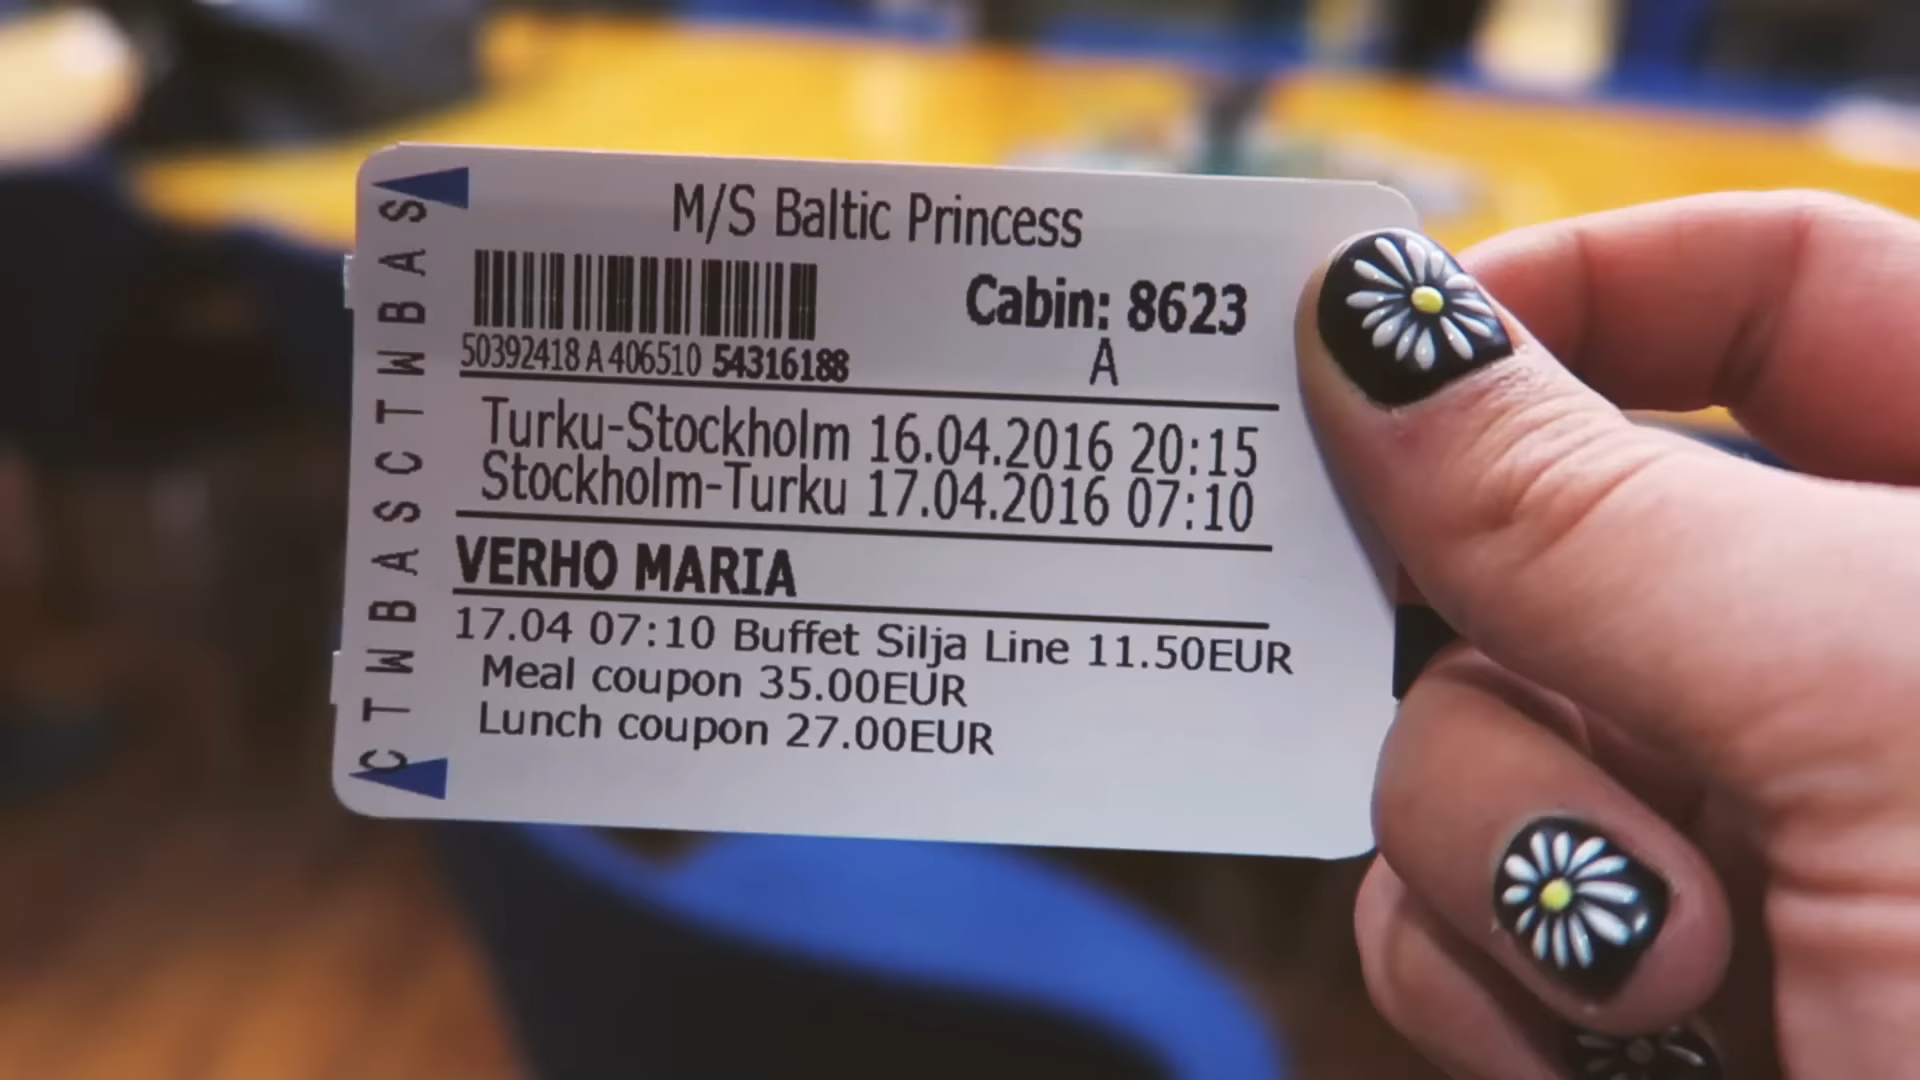 M/S Baltic Princess
Cabin: 8623
A
50392418 A 406510 54316188
Turku-Stockholm 16.04.2016 20:15
Stockholm-Turku 17.04.2016 07:10
VERHO MARIA
17.04 07:10 Buffet Silja Line 11.50EUR
Meal coupon 35.00EUR
Lunch coupon 27.00EUR
C T W B A S C T W B A S